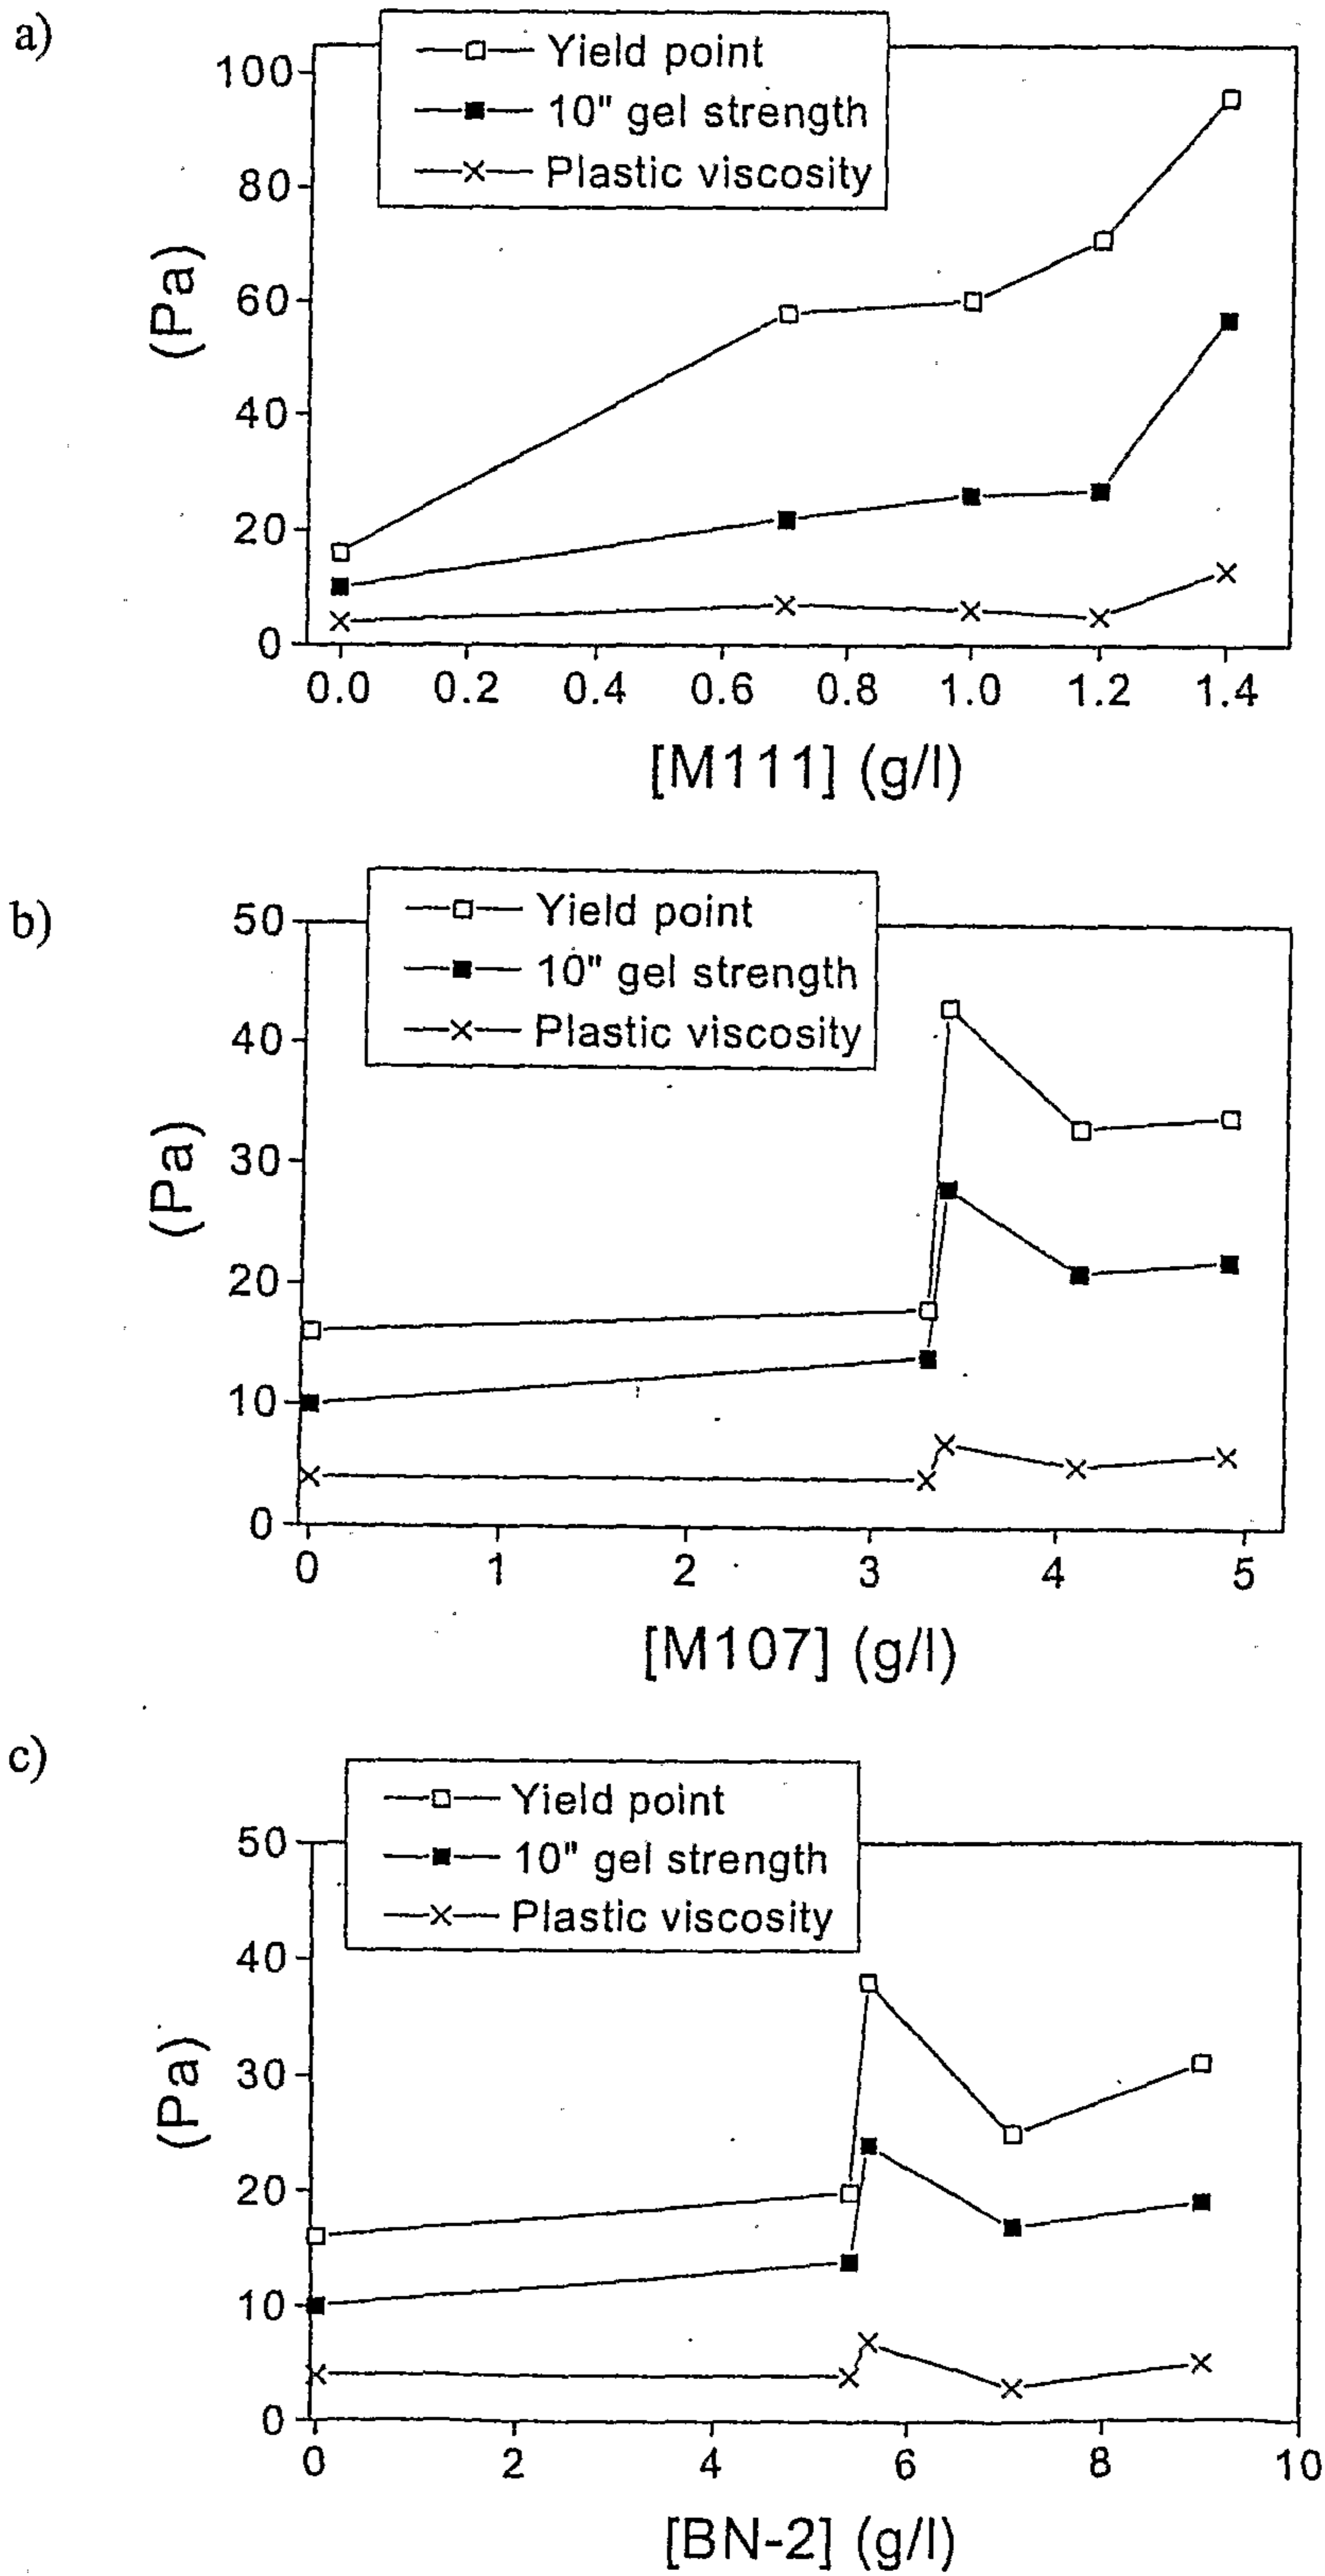 a)
Yield point
10" gel strength
Plastic viscosity
100
80
60
40
20
0
(Pa)
0.0 0.2 0.4 0.6 0.8 1.0 1.2 1.4
[M111] (g/l)
b)
Yield point
10" gel strength
Plastic viscosity
50
40
30
20
10
0
(Pa)
0 1 2 3 4 5
[M107] (g/l)
c)
Yield point
10" gel strength
Plastic viscosity
50
40
30
20
10
0
(Pa)
0 2 4 6 8 10
[BN-2] (g/l)